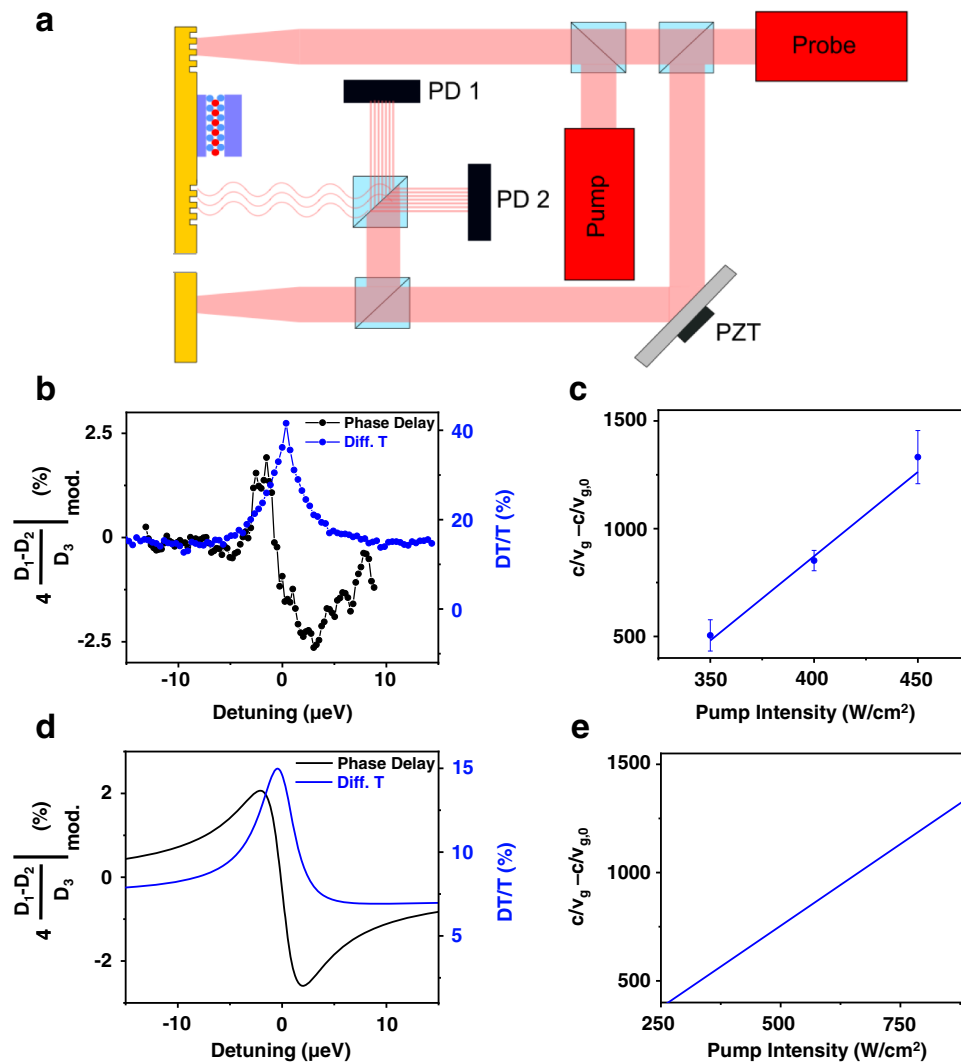 a
Probe
PD 1
PD 2
Pump
PZT
b
Phase Delay
Diff. T
4 D₁-D₂ / D₃ |mod. (%)
2.5
0
-2.5
DT/T (%)
40
20
0
-10 0 10
Detuning (µeV)
c
c/vg –c/vg,0
1500
1000
500
350 400 450
Pump Intensity (W/cm²)
d
Phase Delay
Diff. T
4 D₁-D₂ / D₃ |mod. (%)
2
0
-2
DT/T (%)
15
10
5
-10 0 10
Detuning (µeV)
e
c/vg –c/vg,0
1500
1000
500
250 500 750
Pump Intensity (W/cm²)